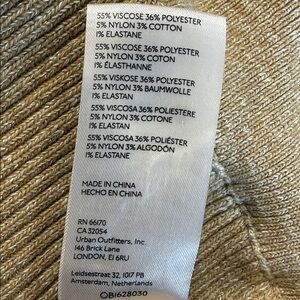 55% VISCOSE 36% POLYESTER
5% NYLON 3% COTTON
1% ELASTANE
55% VISCOSE 36% POLYESTER
5% NYLON 3% COTON
1% ÉLASTHANNE
55% VISKOSE 36% POLYESTER
5% NYLON 3% BAUMWOLLE
1% ELASTAN
55% VISCOSA 36% POLIESTERE
5% NYLON 3% COTONE
1% ELASTAN
55% VISCOSA 36% POLIÉSTER
5% NYLON 3% ALGODÓN
1% ELASTANE
MADE IN CHINA
HECHO EN CHINA
RN 66170
CA 32054
Urban Outfitters, Inc.
146 Brick Lane
LONDON, E1 6RU
Leidsestraat 32, 1017 PB
Amsterdam, Netherlands
OB1628030